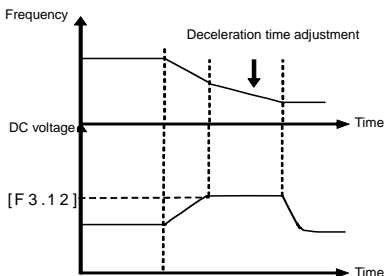 Frequency
Deceleration time adjustment
Time
DC voltage
[F3.12]
Time